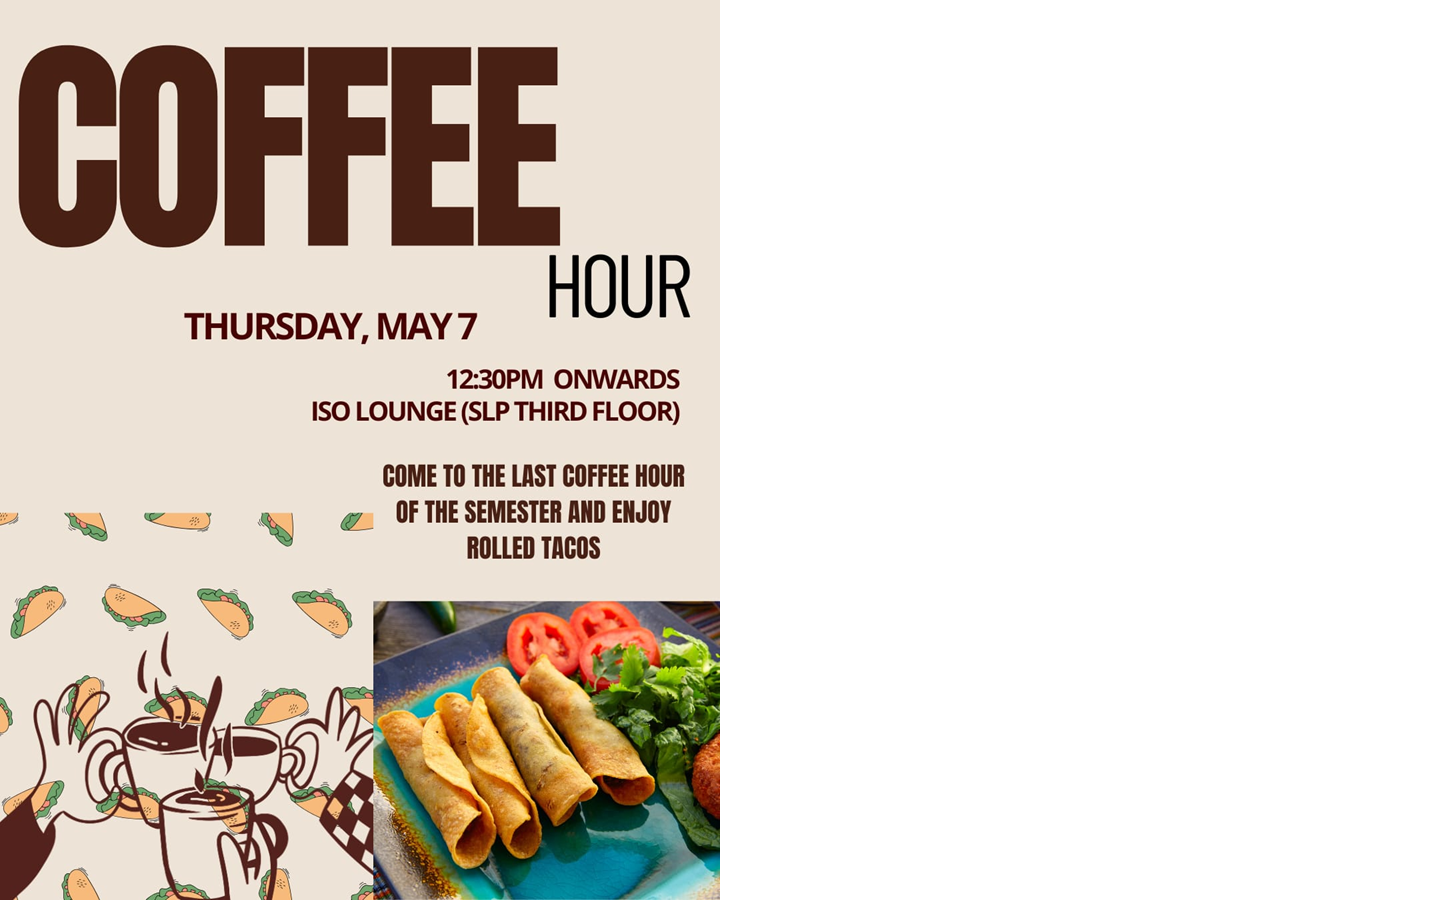 COFFEE
HOUR
THURSDAY, MAY 7
12:30PM ONWARDS
ISO LOUNGE (SLP THIRD FLOOR)
COME TO THE LAST COFFEE HOUR
OF THE SEMESTER AND ENJOY
ROLLED TACOS